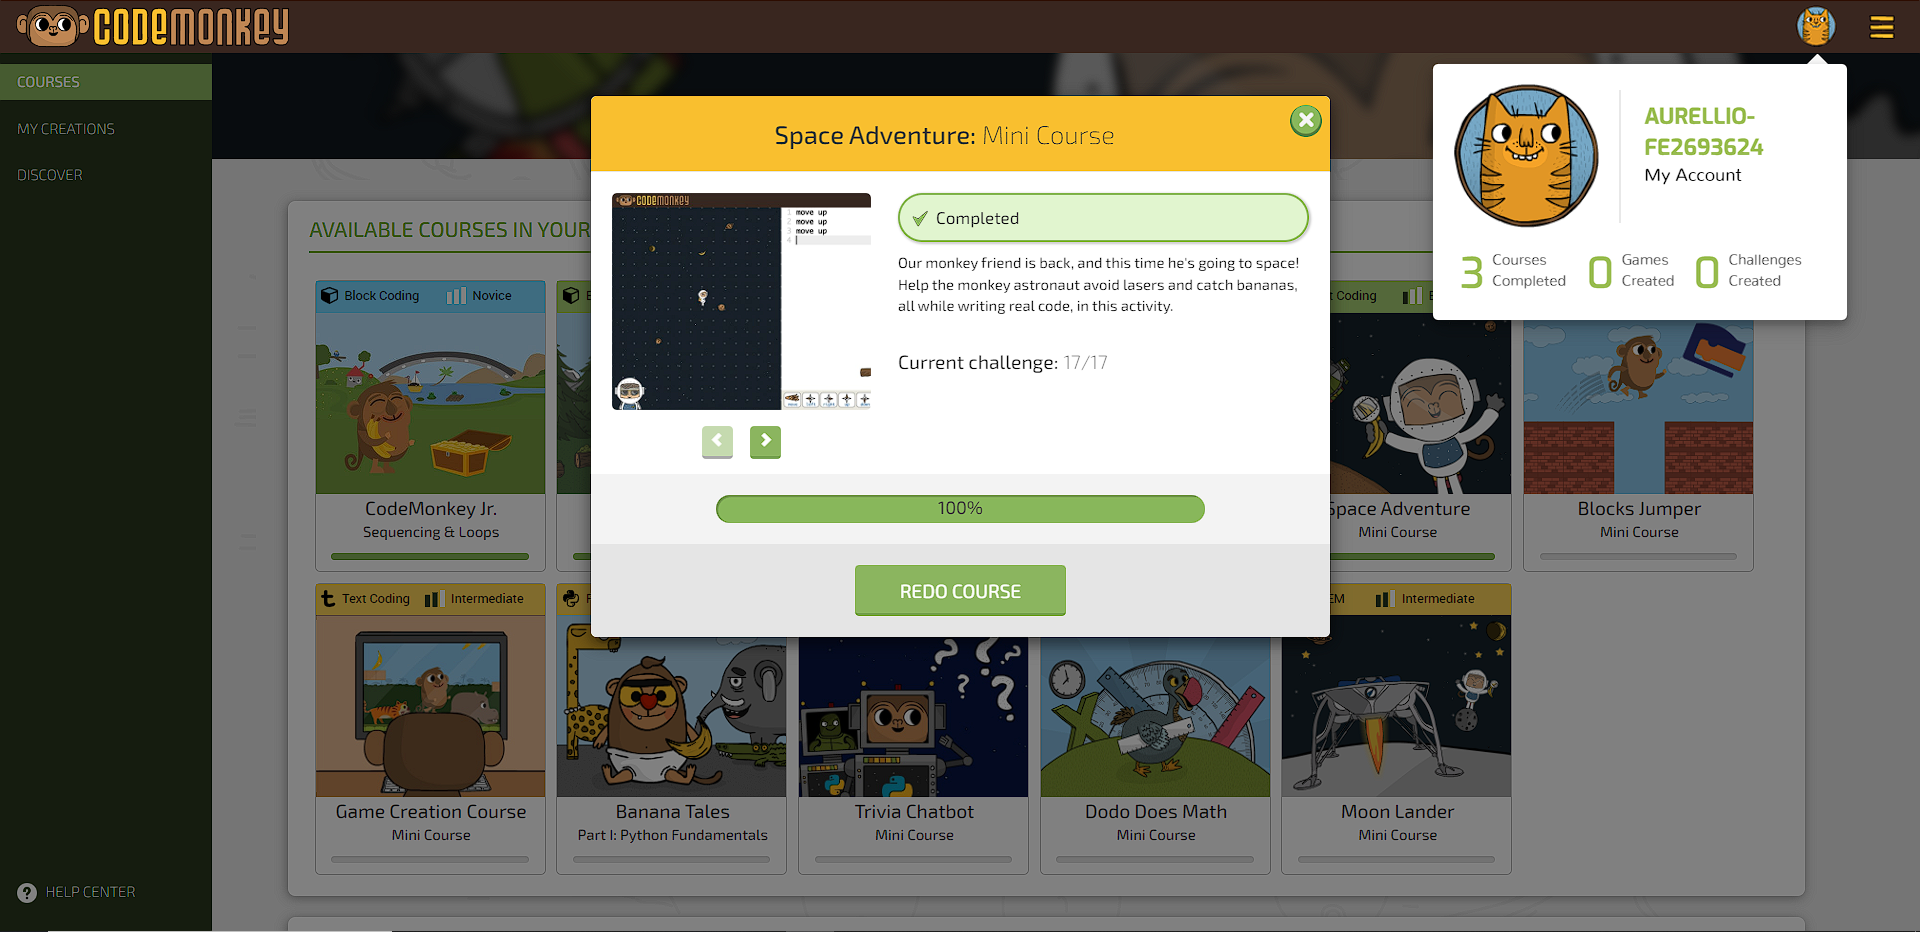 CODEMONKEY
COURSES
MY CREATIONS
DISCOVER
HELP CENTER
AVAILABLE COURSES IN YOUR
Block Coding Novice
CodeMonkey Jr.
Sequencing & Loops
Coding
Space Adventure
Mini Course
Blocks Jumper
Mini Course
Text Coding Intermediate
Game Creation Course
Mini Course
Banana Tales
Part I: Python Fundamentals
Trivia Chatbot
Mini Course
Dodo Does Math
Mini Course
Intermediate
Moon Lander
Mini Course
Space Adventure: Mini Course
CODEMONKEY
1 move up
2 move up
3 move up
4
Completed
Our monkey friend is back, and this time he's going to space!
Help the monkey astronaut avoid lasers and catch bananas,
all while writing real code, in this activity.
Current challenge: 17/17
100%
REDO COURSE
AURELLIO-
FE2693624
My Account
3 Courses Completed
0 Games Created
0 Challenges Created